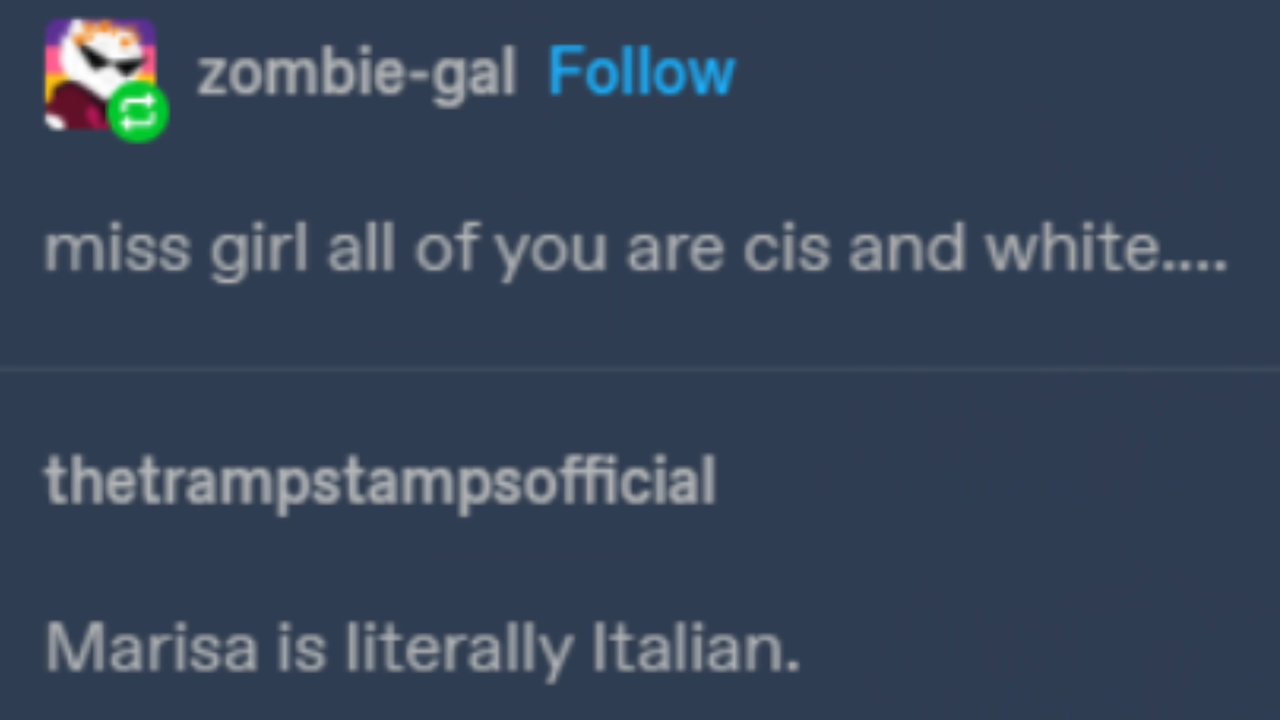 zombie-gal Follow
miss girl all of you are cis and white....
thetrampstampsofficial
Marisa is literally Italian.